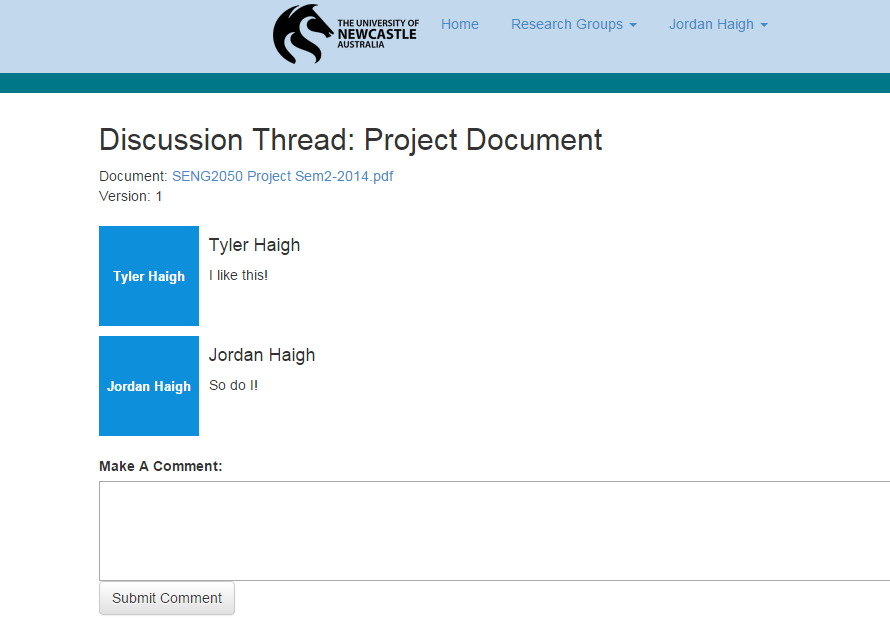 THE UNIVERSITY OF
NEWCASTLE
AUSTRALIA
Home
Research Groups
Jordan Haigh
Discussion Thread: Project Document
Document: SENG2050 Project Sem2-2014.pdf
Version: 1
Tyler Haigh
Tyler Haigh
I like this!
Jordan Haigh
Jordan Haigh
So do I!
Make A Comment:
Submit Comment